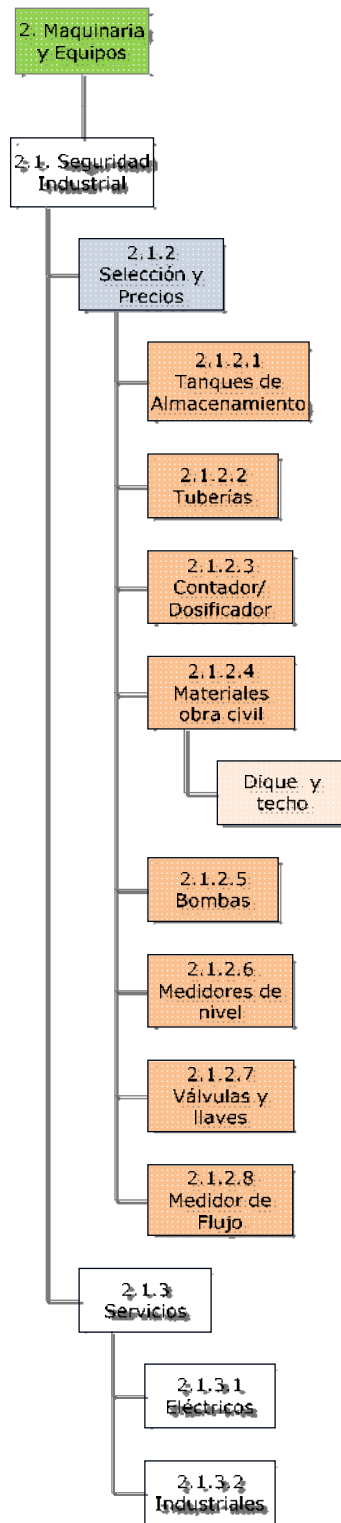 2. Maquinaria
y Equipos
2.1. Seguridad
Industrial
2.1.2
Selección y
Precios
2.1.2.1
Tanques de
Almacenamiento
2.1.2.2
Tuberías
2.1.2.3
Contador/
Dosificador
2.1.2.4
Materiales
obra civil
Dique y
techo
2.1.2.5
Bombas
2.1.2.6
Medidores de
nivel
2.1.2.7
Válvulas y
llaves
2.1.2.8
Medidor de
Flujo
2.1.3
Servicios
2.1.3.1
Eléctricos
2.1.3.2
Industriales